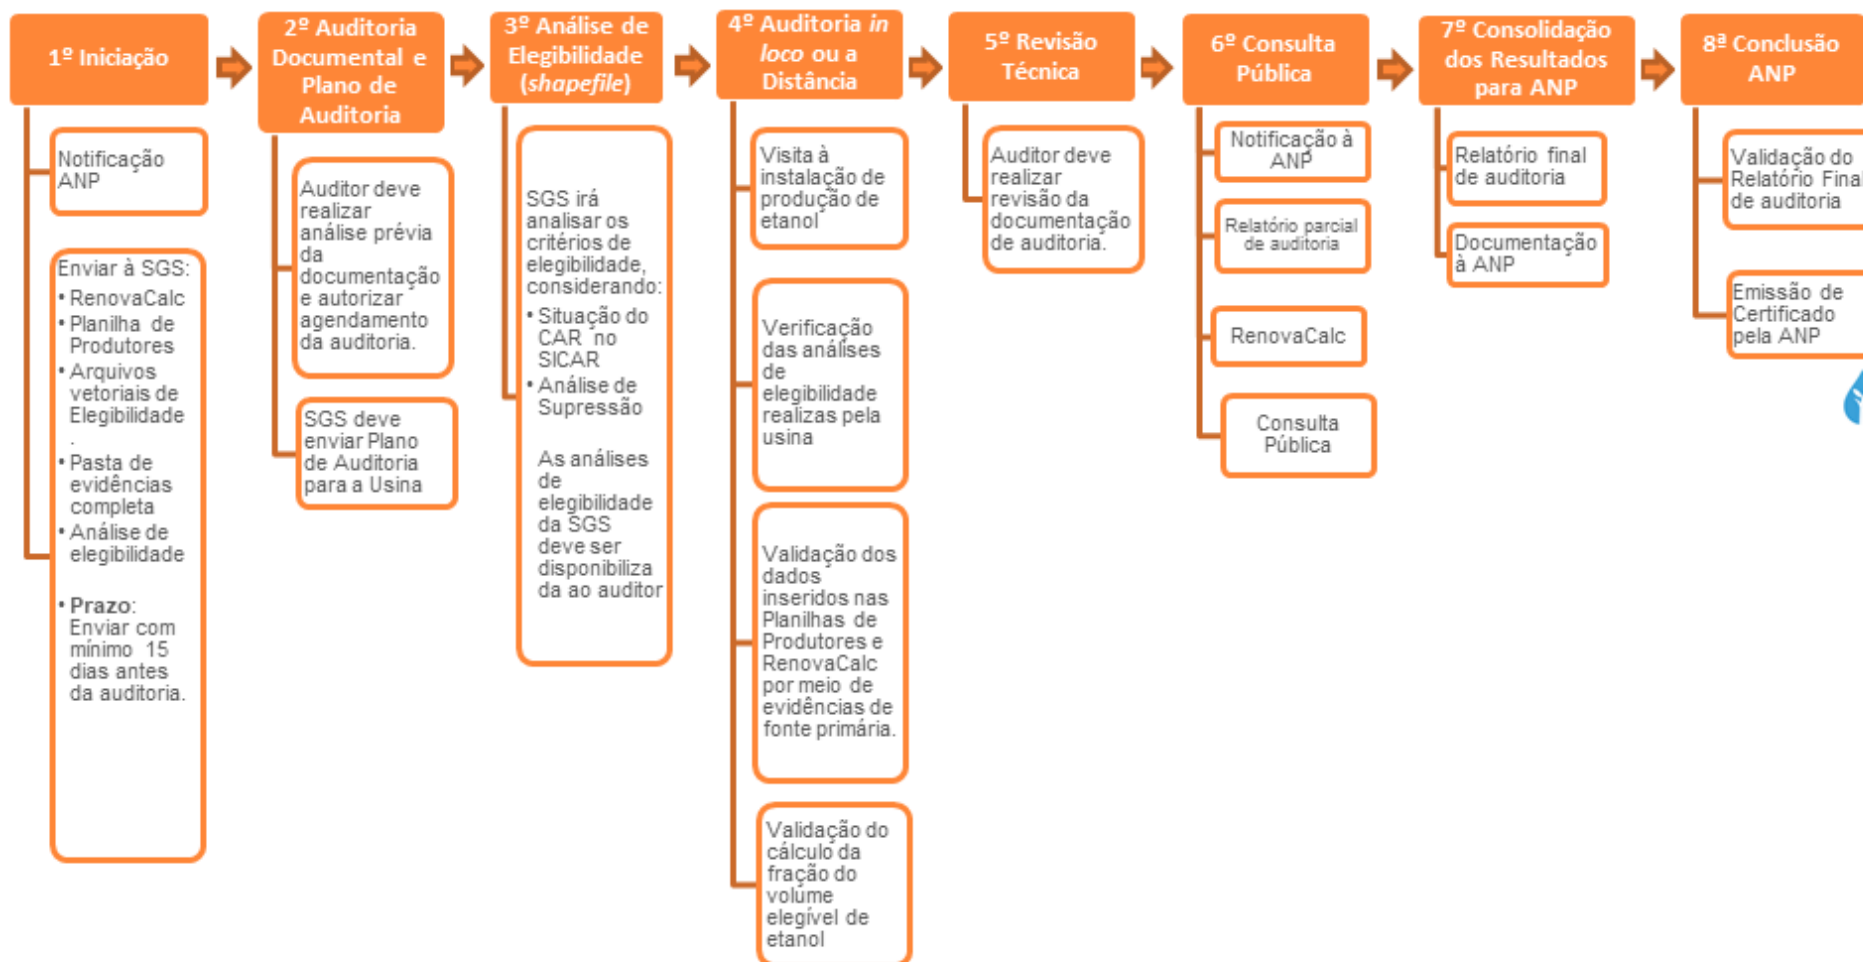 1º Iniciação
Notificação
ANP
Enviar à SGS:
• RenovaCalc
• Planilha de
Produtores
• Arquivos
vetoriais de
Elegibilidade
.
• Pasta de
evidências
completa
• Análise de
elegibilidade
• Prazo:
Enviar com
mínimo 15
dias antes
da auditoria.
2º Auditoria
Documental e
Plano de
Auditoria
Auditor deve
realizar
análise prévia
da
documentação
e autorizar
agendamento
da auditoria.
SGS deve
enviar Plano
de Auditoria
para a Usina
3º Análise de
Elegibilidade
(shapefile)
SGS irá
analisar os
critérios de
elegibilidade,
considerando:
• Situação do
CAR no
SICAR
• Análise de
Supressão
As análises
de
elegibilidade
da SGS
deve ser
disponibiliza
da ao auditor
4º Auditoria in
loco ou a
Distância
Visita à
instalação de
produção de
etanol
Verificação
das análises
de
elegibilidade
realizas pela
usina
Validação dos
dados
inseridos nas
Planilhas de
Produtores e
RenovaCalc
por meio de
evidências de
fonte primária.
Validação do
cálculo da
fração do
volume
elegível de
etanol
5º Revisão
Técnica
Auditor deve
realizar
revisão da
documentação
de auditoria.
6º Consulta
Pública
Notificação à
ANP
Relatório parcial
de auditoria
RenovaCalc
Consulta
Pública
7º Consolidação
dos Resultados
para ANP
Relatório final
de auditoria
Documentação
à ANP
8ª Conclusão
ANP
Validação do
Relatório Final
de auditoria
Emissão de
Certificado
pela ANP